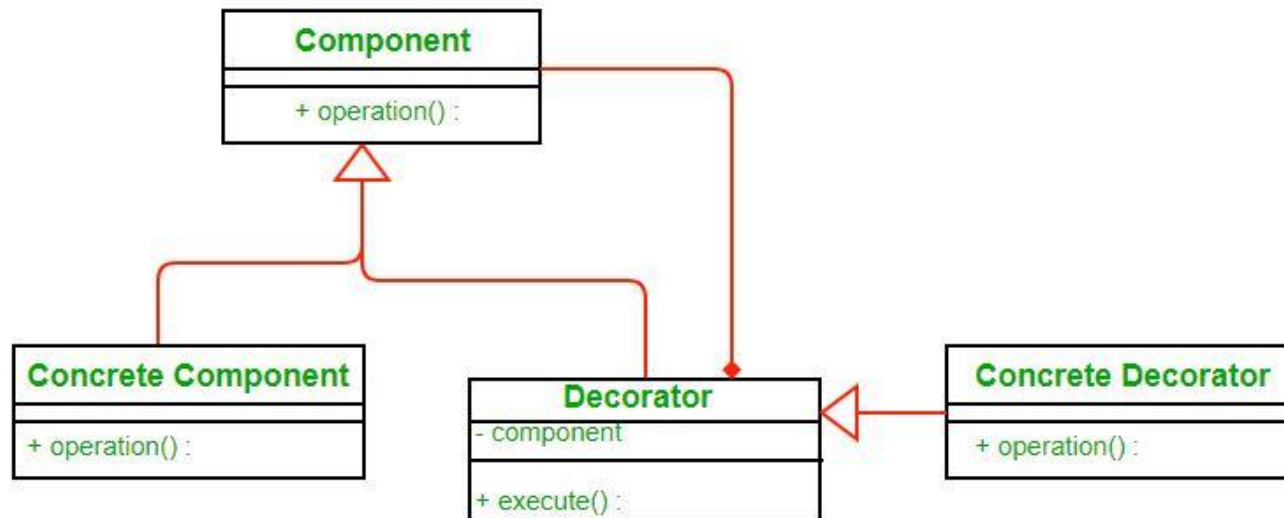 Component
+ operation() :
Concrete Component
+ operation() :
Decorator
- component
+ execute() :
Concrete Decorator
+ operation() :